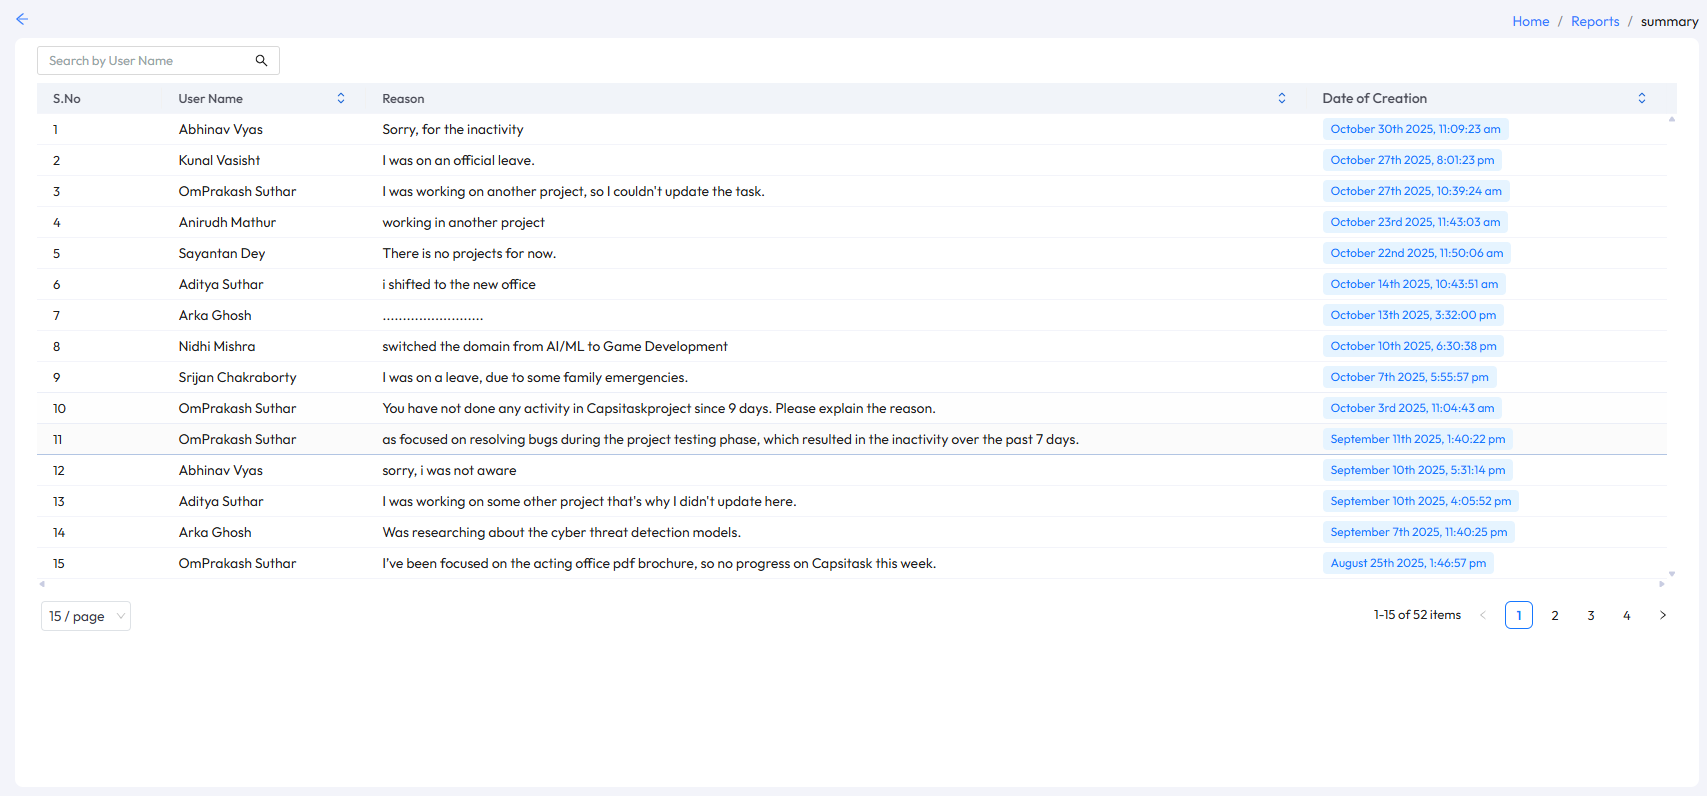 Home / Reports / summary
Search by User Name
S.No User Name Reason Date of Creation
1 Abhinav Vyas Sorry, for the inactivity October 30th 2025, 11:09:23 am
2 Kunal Vasisht I was on an official leave. October 27th 2025, 8:01:23 pm
3 OmPrakash Suthar I was working on another project, so I couldn't update the task. October 27th 2025, 10:39:24 am
4 Anirudh Mathur working in another project October 23rd 2025, 11:43:03 am
5 Sayantan Dey There is no projects for now. October 22nd 2025, 11:50:06 am
6 Aditya Suthar i shifted to the new office October 14th 2025, 10:43:51 am
7 Arka Ghosh ......................... October 13th 2025, 3:32:00 pm
8 Nidhi Mishra switched the domain from AI/ML to Game Development October 10th 2025, 6:30:38 pm
9 Srijan Chakraborty I was on a leave, due to some family emergencies. October 7th 2025, 5:55:57 pm
10 OmPrakash Suthar You have not done any activity in Capsitaskproject since 9 days. Please explain the reason. October 3rd 2025, 11:04:43 am
11 OmPrakash Suthar as focused on resolving bugs during the project testing phase, which resulted in the inactivity over the past 7 days. September 11th 2025, 1:40:22 pm
12 Abhinav Vyas sorry, i was not aware September 10th 2025, 5:31:14 pm
13 Aditya Suthar I was working on some other project that's why I didn't update here. September 10th 2025, 4:05:52 pm
14 Arka Ghosh Was researching about the cyber threat detection models. September 7th 2025, 11:40:25 pm
15 OmPrakash Suthar I've been focused on the acting office pdf brochure, so no progress on Capsitask this week. August 25th 2025, 1:46:57 pm
15 / page 1-15 of 52 items 1 2 3 4